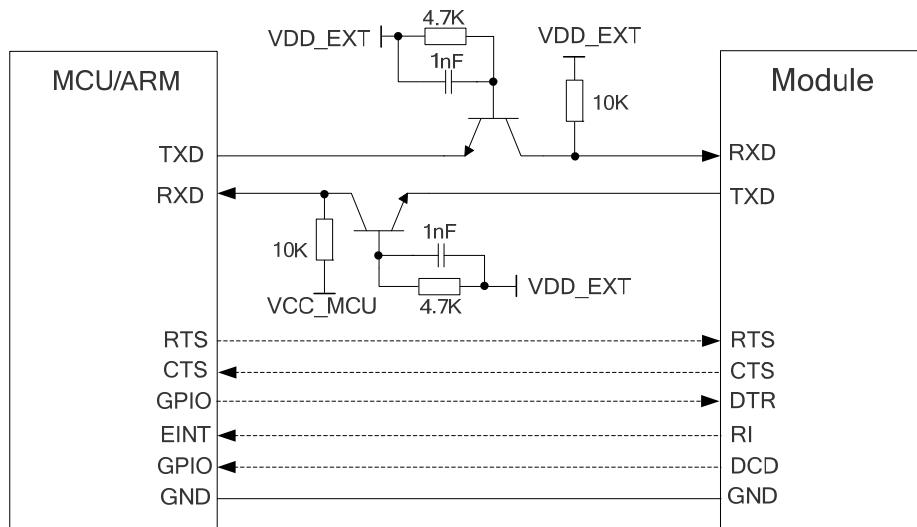 4.7K
VDD_EXT
VDD_EXT
1nF
MCU/ARM
Module
10K
TXD
RXD
RXD
TXD
1nF
10K
VDD_EXT
VCC_MCU
4.7K
RTS
RTS
CTS
CTS
GPIO
DTR
EINT
RI
GPIO
DCD
GND
GND